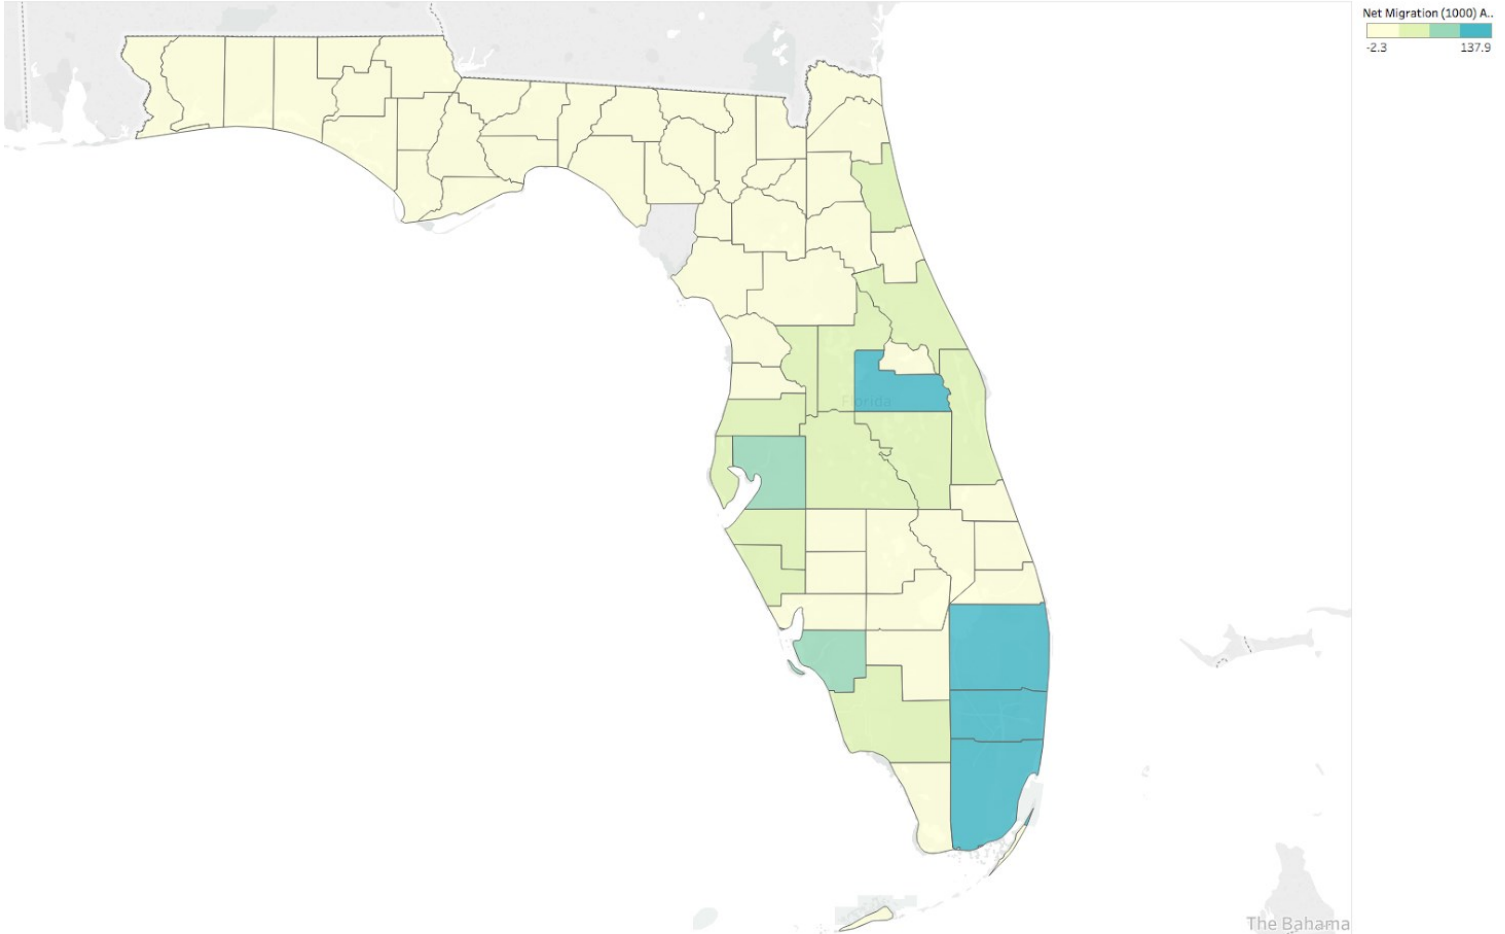 Net Migration (1000) A..
-2.3 137.9
Florida
The Bahama